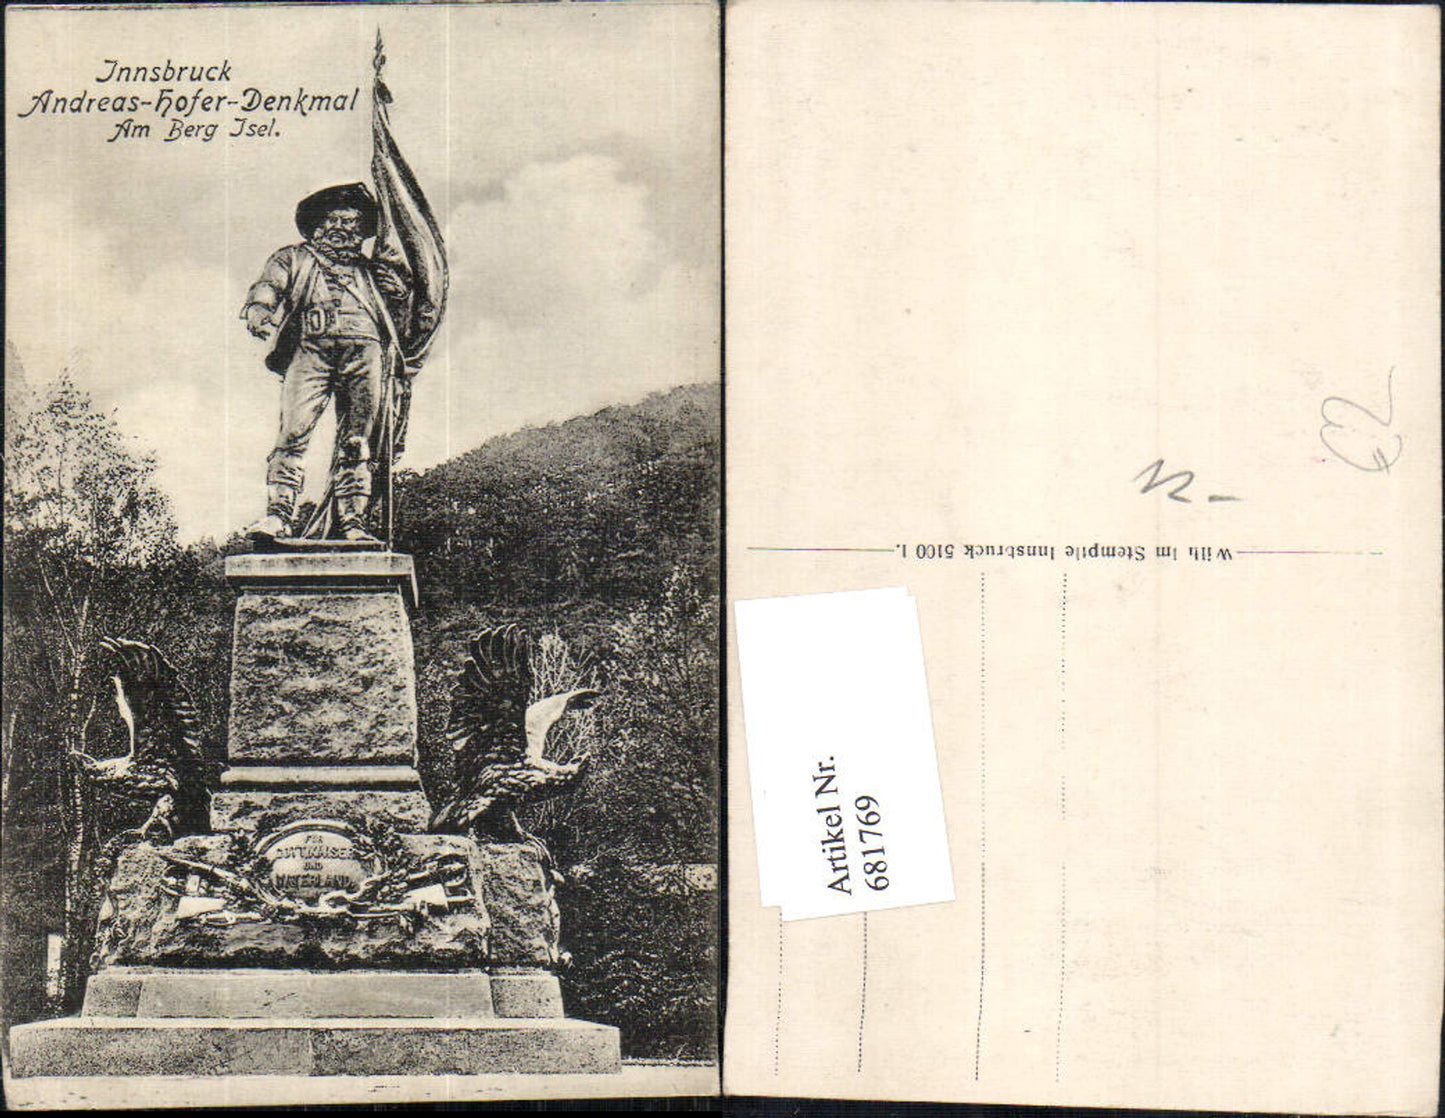 Innsbruck
Andreas-Hofer-Denkmal
Am Berg Isel.
FÜR
GOTT, KAISER
UND
VATERLAND
Wilh. im Stempfle Innsbruck 5100 l.
Artikel Nr.
6817769